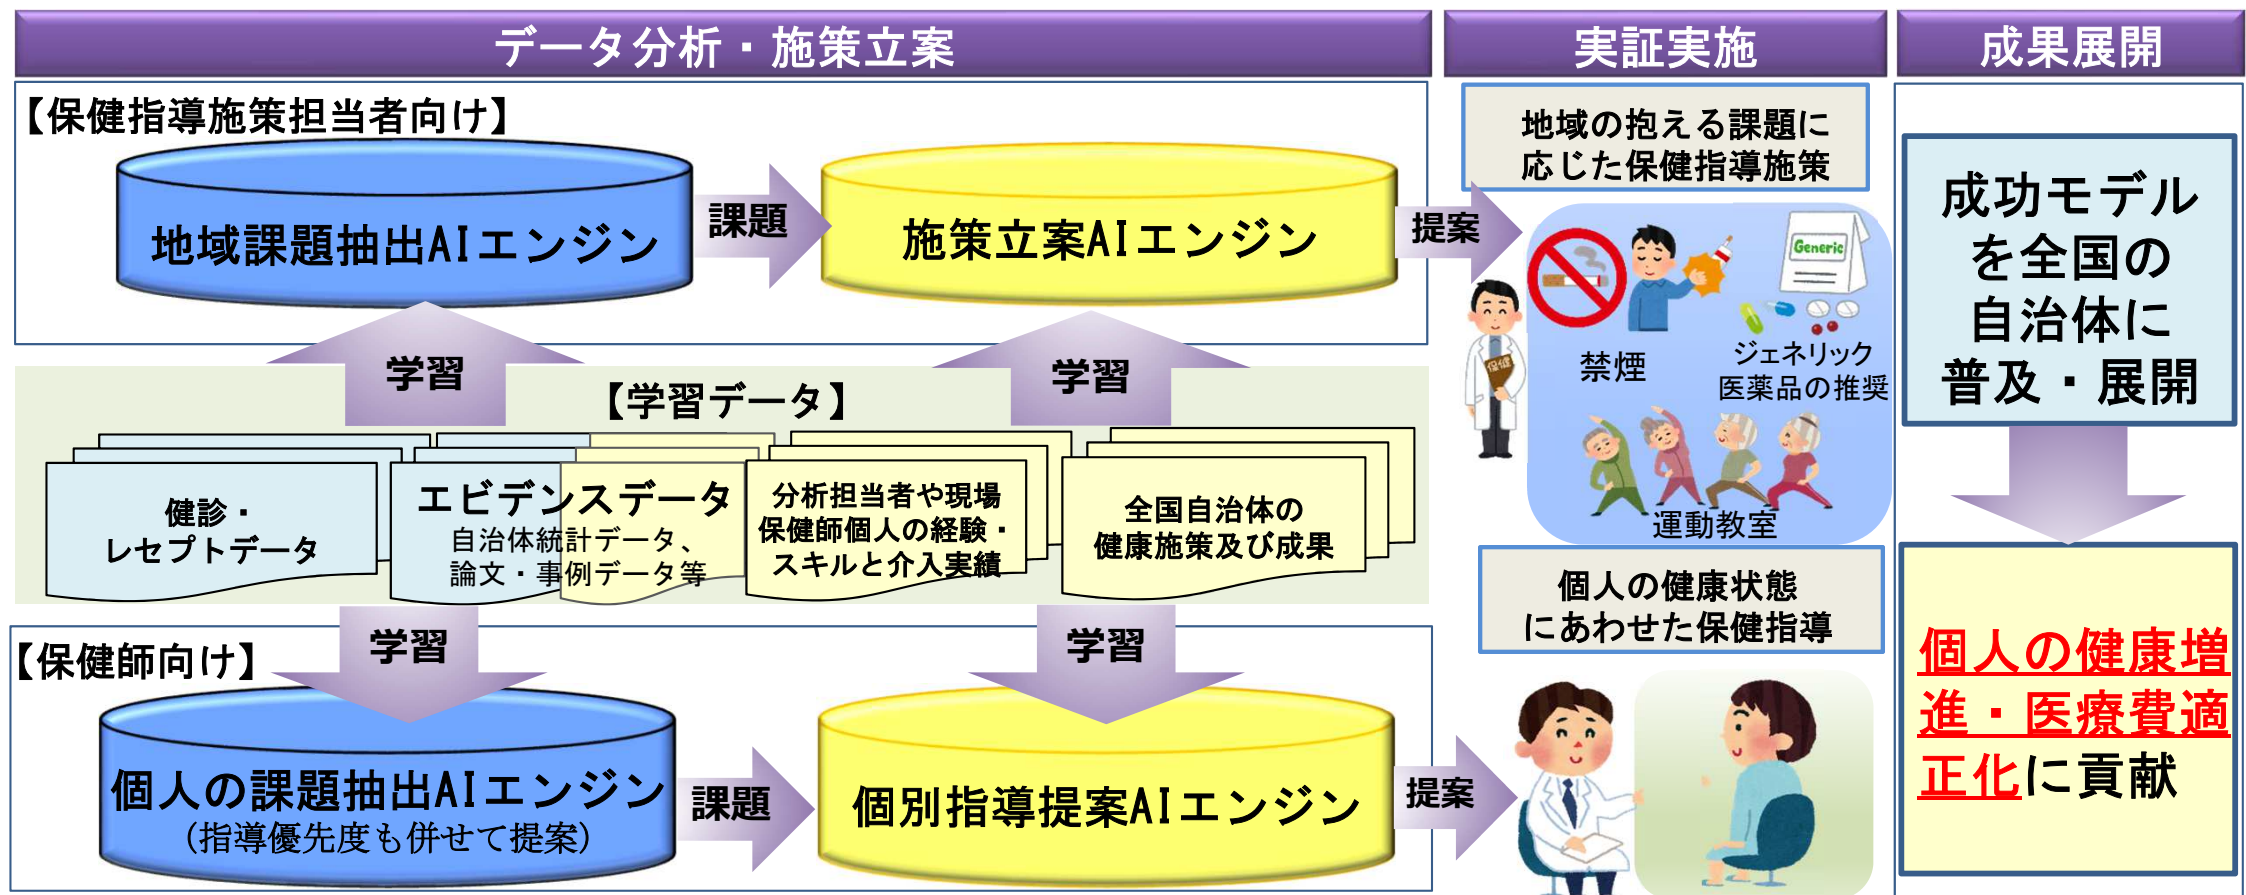 データ分析・施策立案
実証実施
成果展開
【保健指導施策担当者向け】
地域課題抽出AIエンジン
課題
施策立案AIエンジン
提案
学習
学習
【学習データ】
健診・
レセプトデータ
エビデンスデータ
自治体統計データ、
論文・事例データ等
分析担当者や現場
保健師個人の経験・
スキルと介入実績
全国自治体の
健康施策及び成果
学習
学習
【保健師向け】
個人の課題抽出AIエンジン
(指導優先度も併せて提案)
課題
個別指導提案AIエンジン
提案
地域の抱える課題に
応じた保健指導施策
Generic
保健
禁煙
ジェネリック
医薬品の推奨
運動教室
個人の健康状態
にあわせた保健指導
成功モデル
を全国の
自治体に
普及・展開
個人の健康増
進・医療費適
正化に貢献